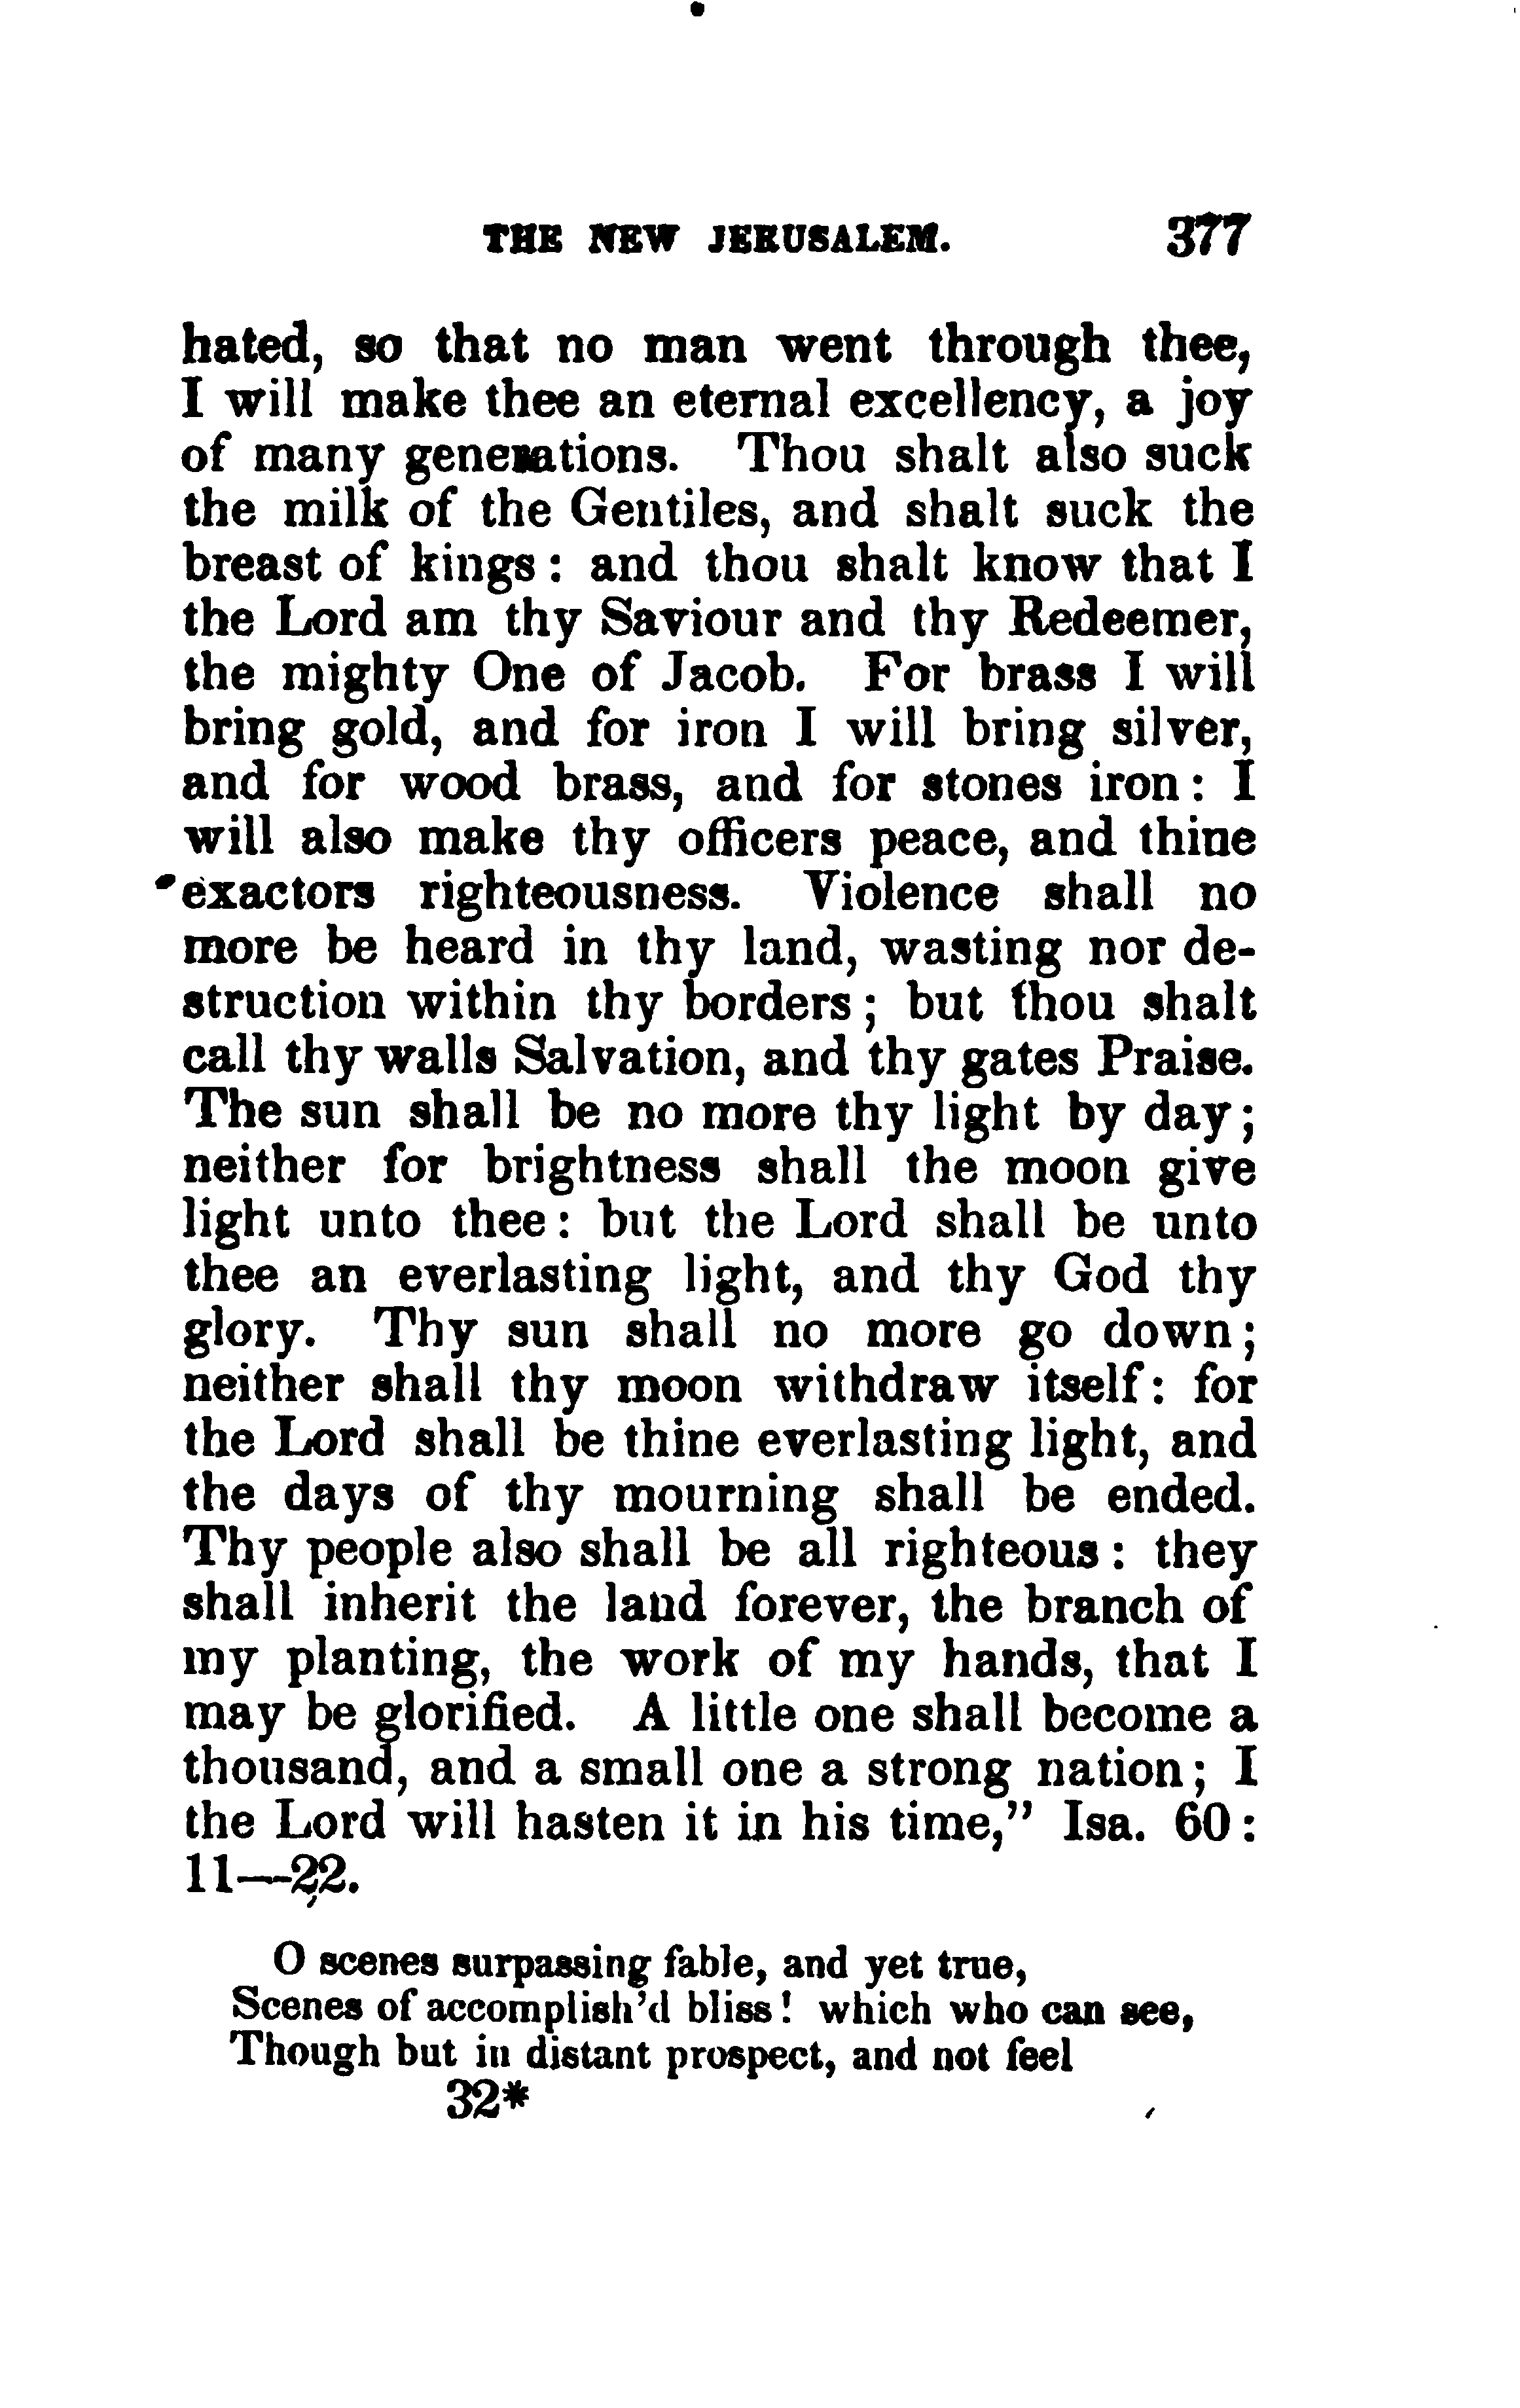 THE NEW JERUSALEM. 377
hated, so that no man went through thee,
I will make thee an eternal excellency, a joy
of many generations. Thou shalt also suck
the milk of the Gentiles, and shalt suck the
breast of kings : and thou shalt know that I
the Lord am thy Saviour and thy Redeemer,
the mighty One of Jacob. For brass I will
bring gold, and for iron I will bring silver,
and for wood brass, and for stones iron : I
will also make thy officers peace, and thine
exactors righteousness. Violence shall no
more be heard in thy land, wasting nor de-
struction within thy borders ; but thou shalt
call thy walls Salvation, and thy gates Praise.
The sun shall be no more thy light by day ;
neither for brightness shall the moon give
light unto thee : but the Lord shall be unto
thee an everlasting light, and thy God thy
glory. Thy sun shall no more go down ;
neither shall thy moon withdraw itself : for
the Lord shall be thine everlasting light, and
the days of thy mourning shall be ended.
Thy people also shall be all righteous : they
shall inherit the land forever, the branch of
my planting, the work of my hands, that I
may be glorified. A little one shall become a
thousand, and a small one a strong nation ; I
the Lord will hasten it in his time,” Isa. 60 :
11—22.
O scenes surpassing fable, and yet true,
Scenes of accomplish’d bliss ! which who can see,
Though but in distant prospect, and not feel
32*